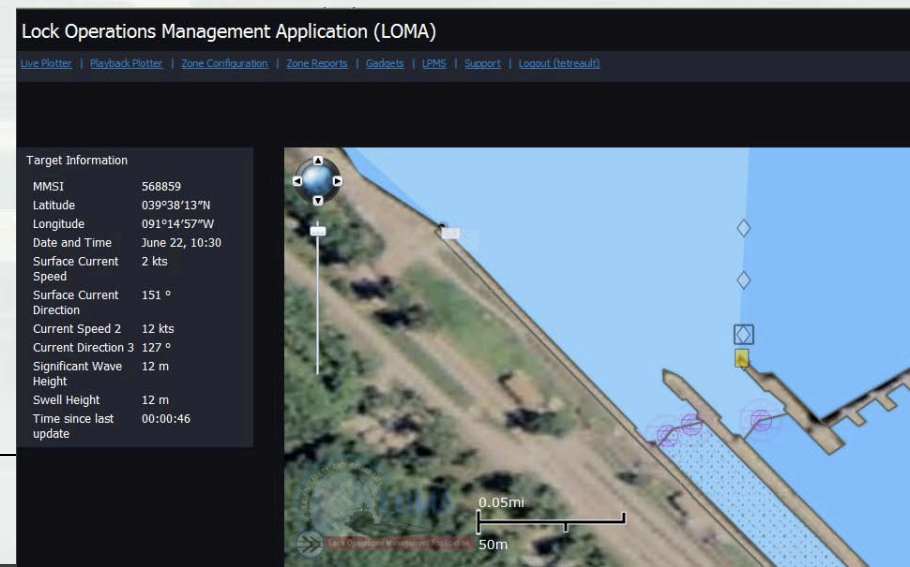 Lock Operations Management Application (LOMA)
Live Plotter | Playback Plotter | Zone Configuration | Zone Reports | Gadgets | LPMS | Support | Logout (tetreault)
Target Information
MMSI 568859
Latitude 039°38'13"N
Longitude 091°14'57"W
Date and Time June 22, 10:30
Surface Current 2 kts
Speed
Surface Current 151 °
Direction
Current Speed 2 12 kts
Current Direction 3 127 °
Significant Wave 12 m
Height
Swell Height 12 m
Time since last 00:00:46
update
0.05mi
50m
LOMA
Lock Operations Management Application